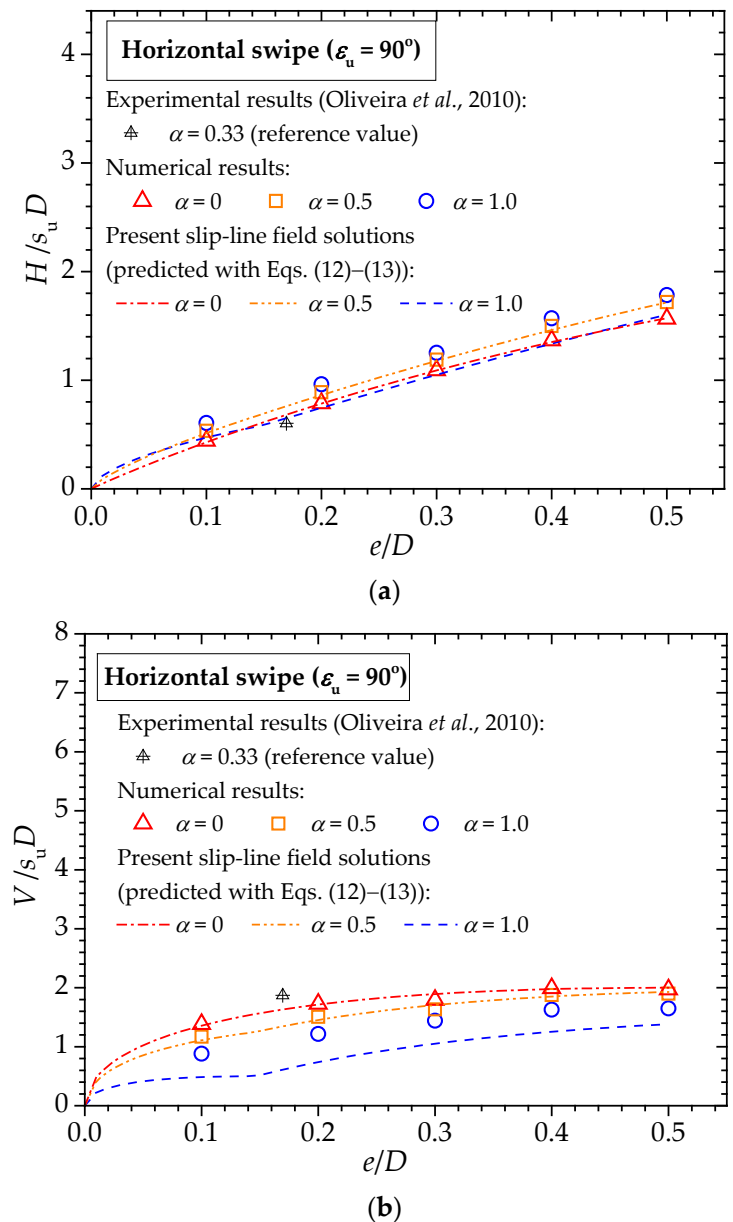 4
3
2
1
0
H/sᵤD
Horizontal swipe (εᵤ = 90°)
Experimental results (Oliveira et al., 2010):
α = 0.33 (reference value)
Numerical results:
α = 0 α = 0.5 α = 1.0
Present slip-line field solutions
(predicted with Eqs. (12)–(13)):
α = 0 α = 0.5 α = 1.0
0.0 0.1 0.2 0.3 0.4 0.5
e/D
(a)
8
7
6
5
4
3
2
1
0
V/sᵤD
Horizontal swipe (εᵤ = 90°)
Experimental results (Oliveira et al., 2010):
α = 0.33 (reference value)
Numerical results:
α = 0 α = 0.5 α = 1.0
Present slip-line field solutions
(predicted with Eqs. (12)–(13)):
α = 0 α = 0.5 α = 1.0
0.0 0.1 0.2 0.3 0.4 0.5
e/D
(b)